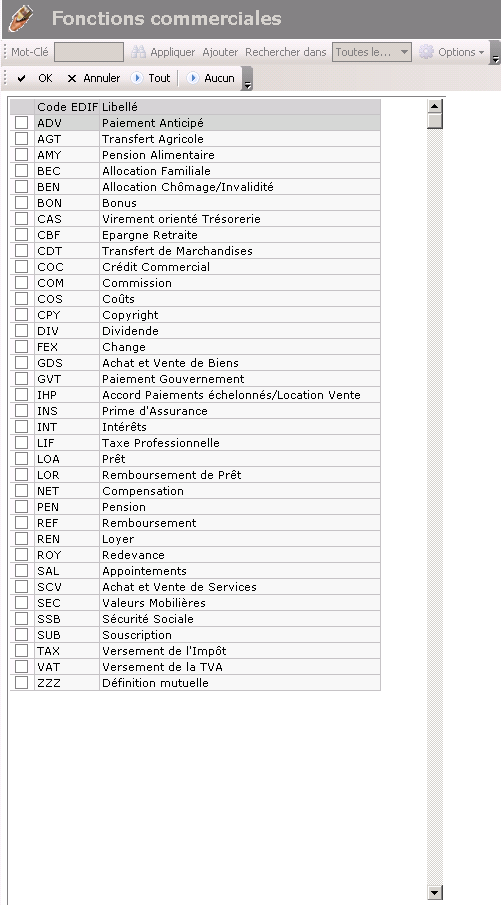 Fonctions commerciales
Mot-Clé Appliquer Ajouter Rechercher dans Toutes le... Options
OK Annuler Tout Aucun
Code EDIF Libellé
ADV Paiement Anticipé
AGT Transfert Agricole
AMY Pension Alimentaire
BEC Allocation Familiale
BEN Allocation Chômage/Invalidité
BON Bonus
CAS Virement orienté Trésorerie
CBF Epargne Retraite
CDT Transfert de Marchandises
COC Crédit Commercial
COM Commission
COS Coûts
CPY Copyright
DIV Dividende
FEX Change
GDS Achat et Vente de Biens
GVT Paiement Gouvernement
IHP Accord Paiements échelonnés/Location Vente
INS Prime d'Assurance
INT Intérêts
LIF Taxe Professionnelle
LOA Prêt
LOR Remboursement de Prêt
NET Compensation
PEN Pension
REF Remboursement
REN Loyer
ROY Redevance
SAL Appointements
SCV Achat et Vente de Services
SEC Valeurs Mobilières
SSB Sécurité Sociale
SUB Souscription
TAX Versement de l'Impôt
VAT Versement de la TVA
ZZZ Définition mutuelle